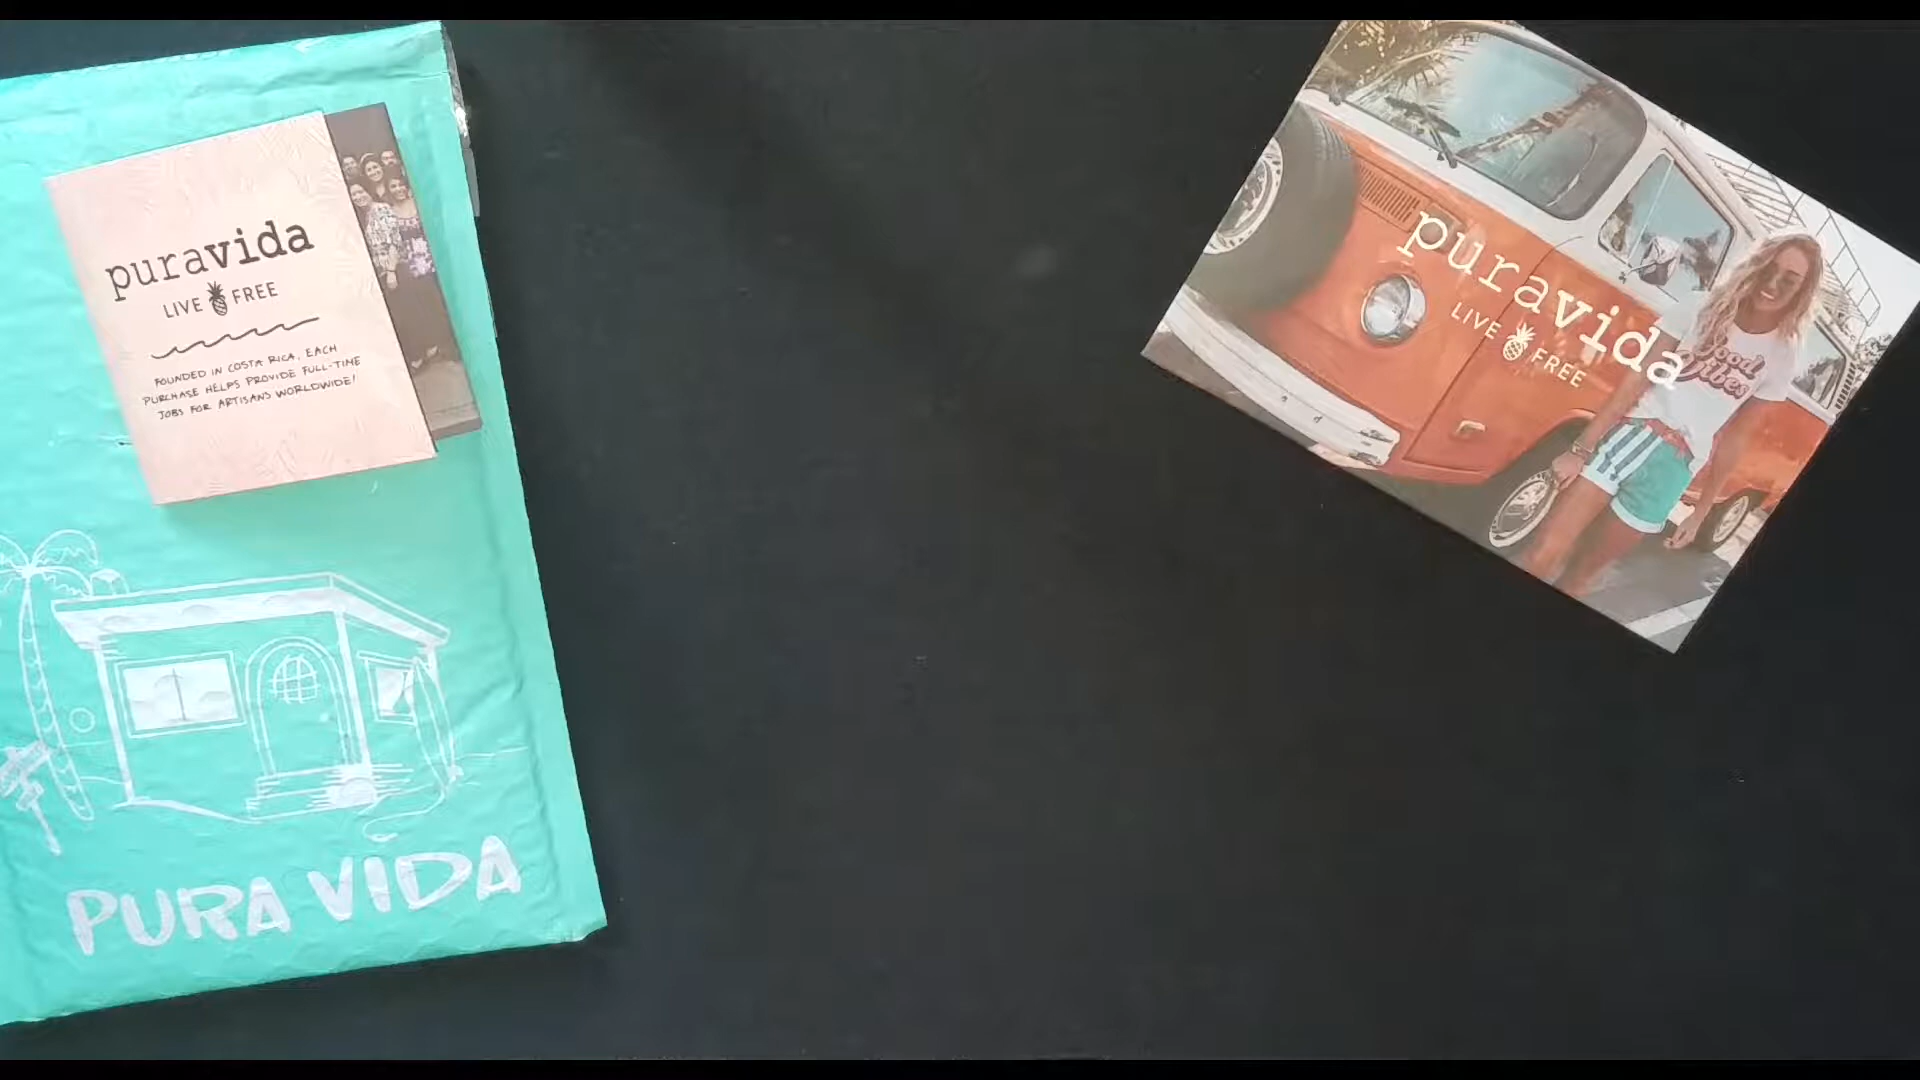 puravida
LIVE FREE
FOUNDED IN COSTA RICA, EACH
PURCHASE HELPS PROVIDE FULL-TIME
JOBS FOR ARTISANS WORLDWIDE!
PURA VIDA
puravida
LIVE FREE
Good
Vibes